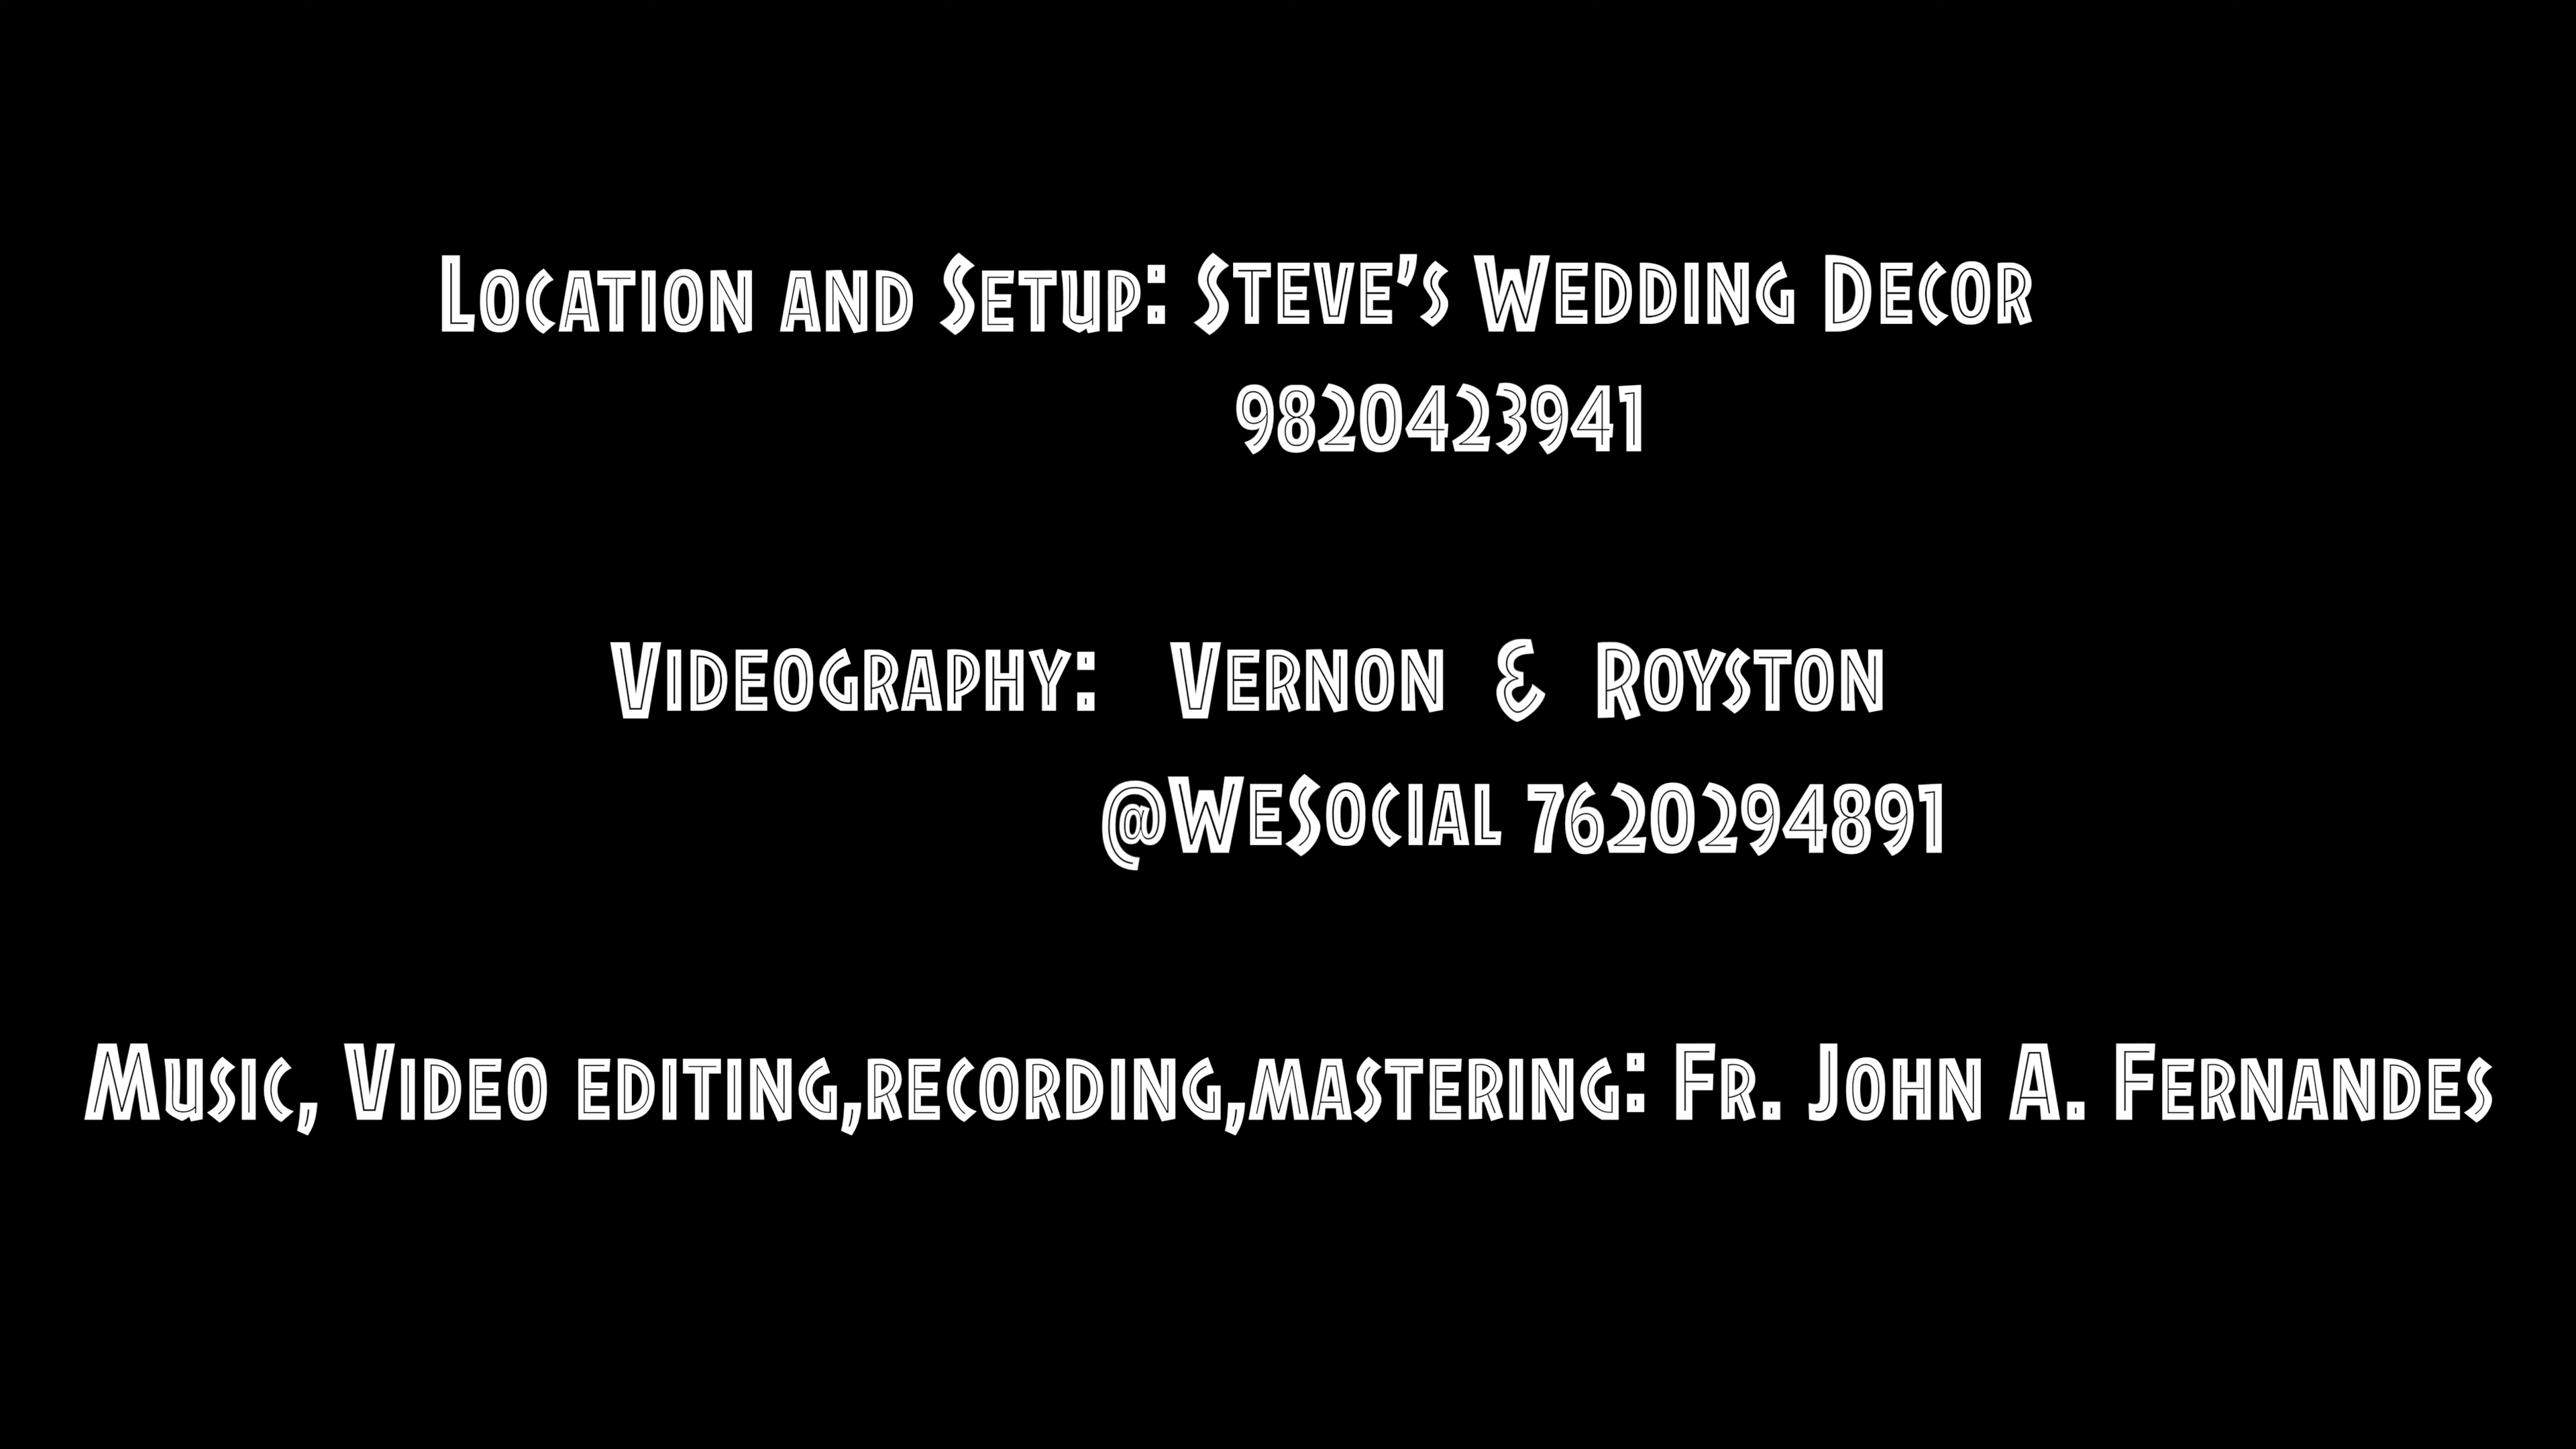 Location and Setup: Steve's Wedding Decor
9820423941
Videography: Vernon & Royston
@WeSocial 7620294891
Music, Video editing,recording,mastering: Fr. John A. Fernandes